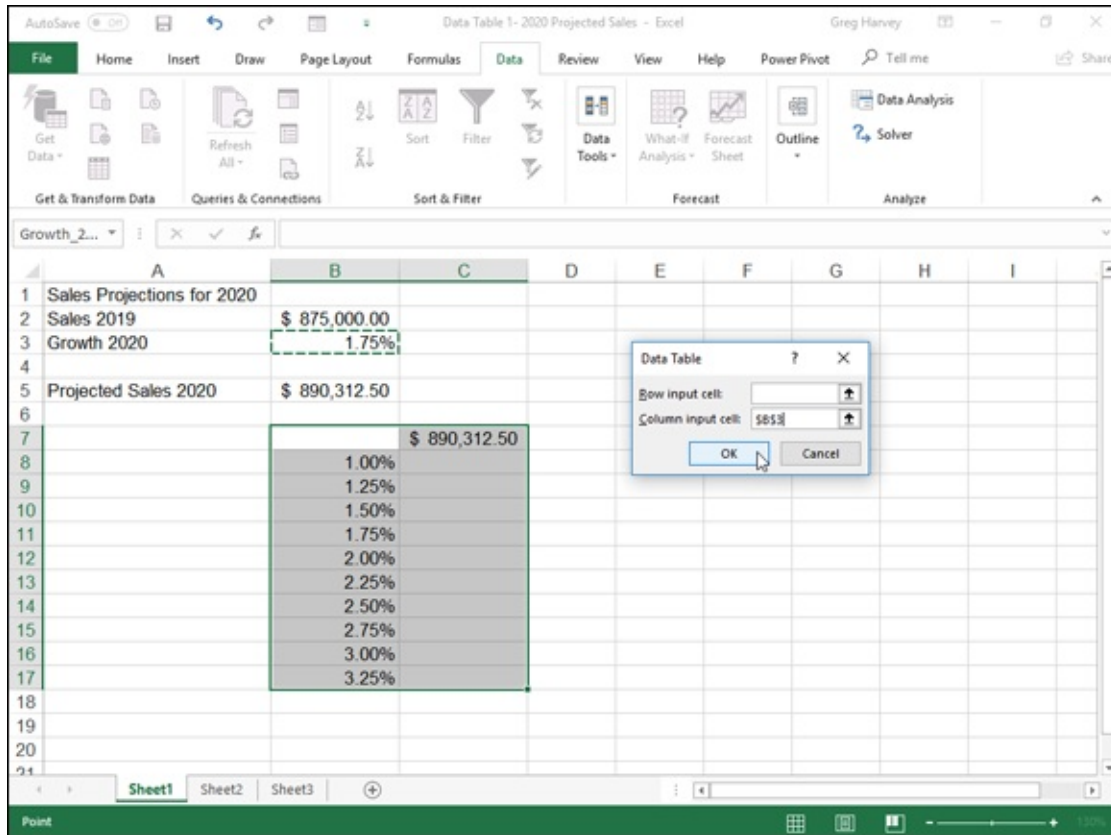 AutoSave Off Data Table 1- 2020 Projected Sales - Excel Greg Harvey
File Home Insert Draw Page Layout Formulas Data Review View Help Power Pivot Tell me Share
Get Data
Refresh All
Sort Filter
Data Tools
What-If Analysis
Forecast Sheet
Outline
Data Analysis
Solver
Get & Transform Data Queries & Connections Sort & Filter Forecast Analyze
Growth_2... fx
A B C D E F G H I
1 Sales Projections for 2020
2 Sales 2019 $ 875,000.00
3 Growth 2020 1.75%
4
5 Projected Sales 2020 $ 890,312.50
6
7 $ 890,312.50
8 1.00%
9 1.25%
10 1.50%
11 1.75%
12 2.00%
13 2.25%
14 2.50%
15 2.75%
16 3.00%
17 3.25%
18
19
20
21
Data Table ? ×
Row input cell:
Column input cell: $B$3
OK Cancel
Sheet1 Sheet2 Sheet3
Point 130%